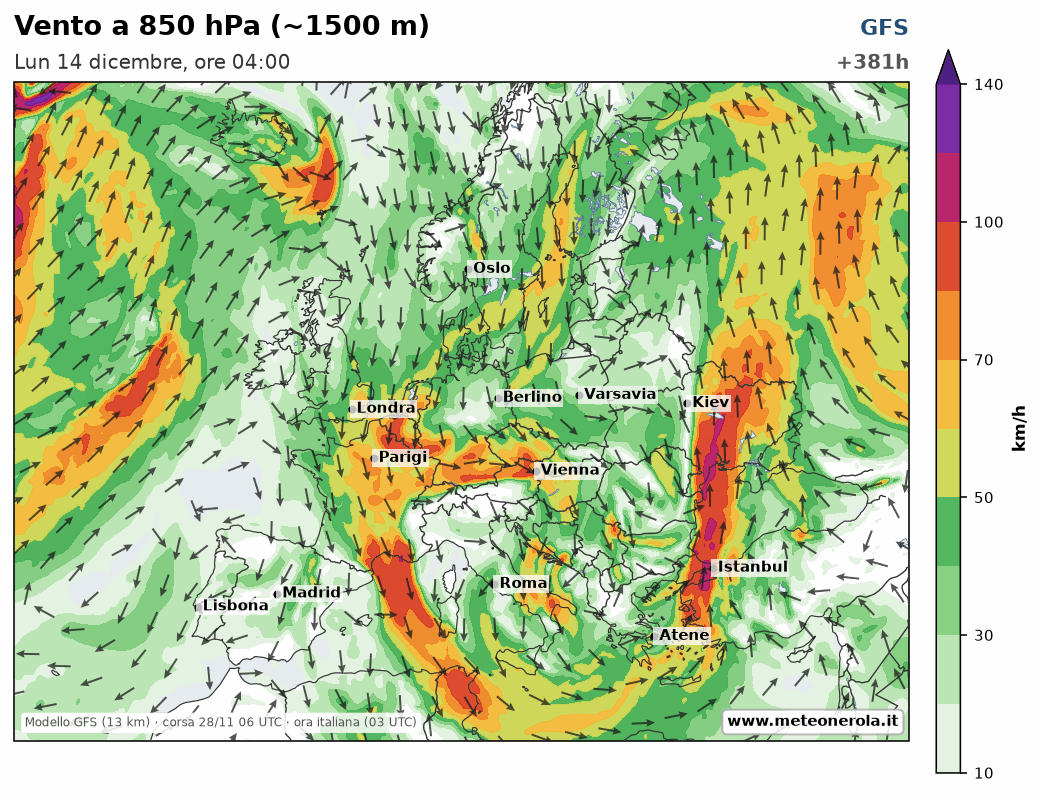 Vento a 850 hPa (~1500 m)
GFS
Lun 14 dicembre, ore 04:00
+381h
140
100
70
50
30
10
km/h
Oslo
Londra
Berlino
Varsavia
Kiev
Parigi
Vienna
Istanbul
Roma
Madrid
Lisbona
Atene
Modello GFS (13 km) · corsa 28/11 06 UTC · ora italiana (03 UTC)
www.meteonerola.it